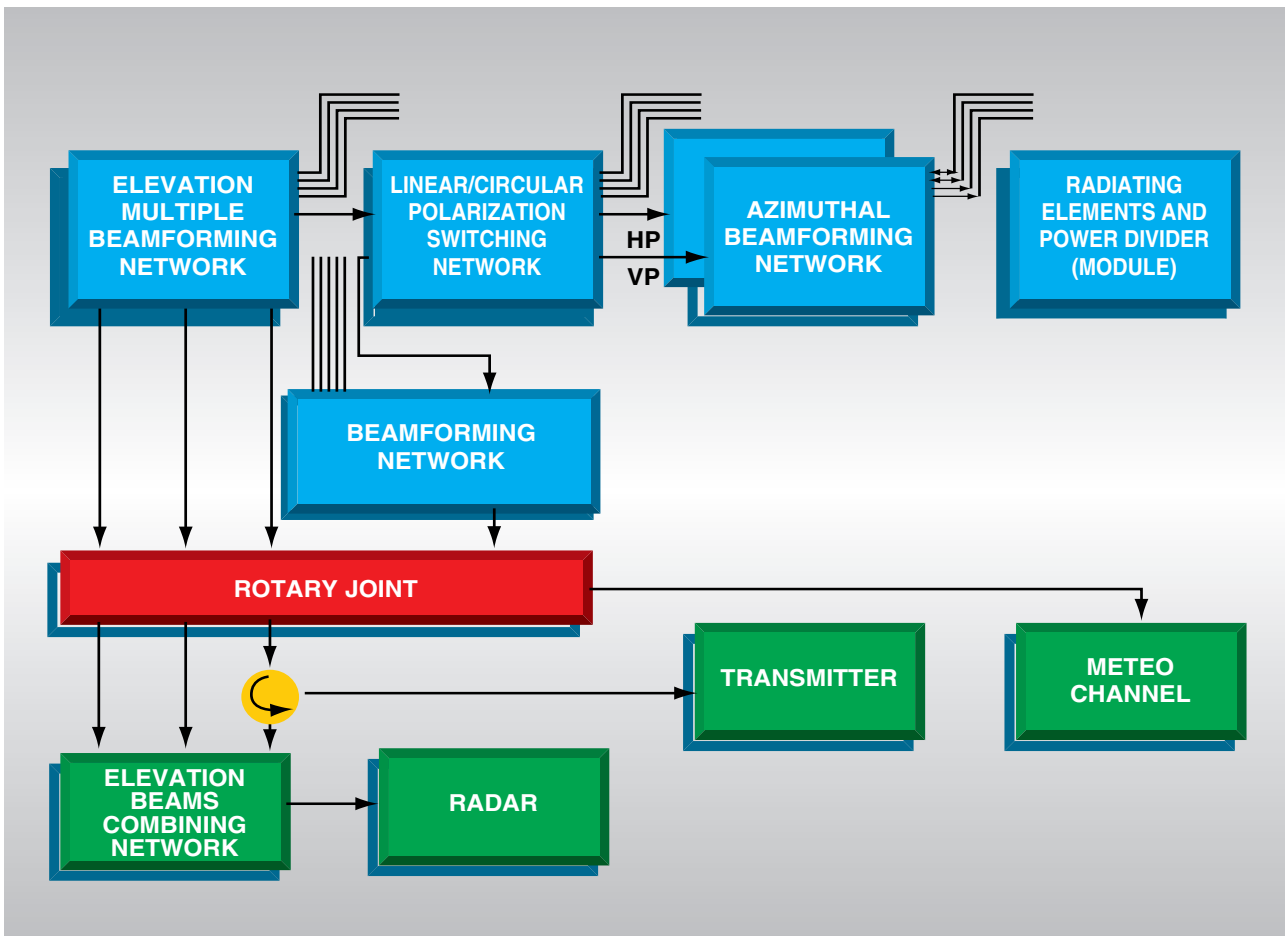 ELEVATION
MULTIPLE
BEAMFORMING
NETWORK
LINEAR/CIRCULAR
POLARIZATION
SWITCHING
NETWORK
HP
VP
AZIMUTHAL
BEAMFORMING
NETWORK
RADIATING
ELEMENTS AND
POWER DIVIDER
(MODULE)
BEAMFORMING
NETWORK
ROTARY JOINT
TRANSMITTER
METEO
CHANNEL
ELEVATION
BEAMS
COMBINING
NETWORK
RADAR